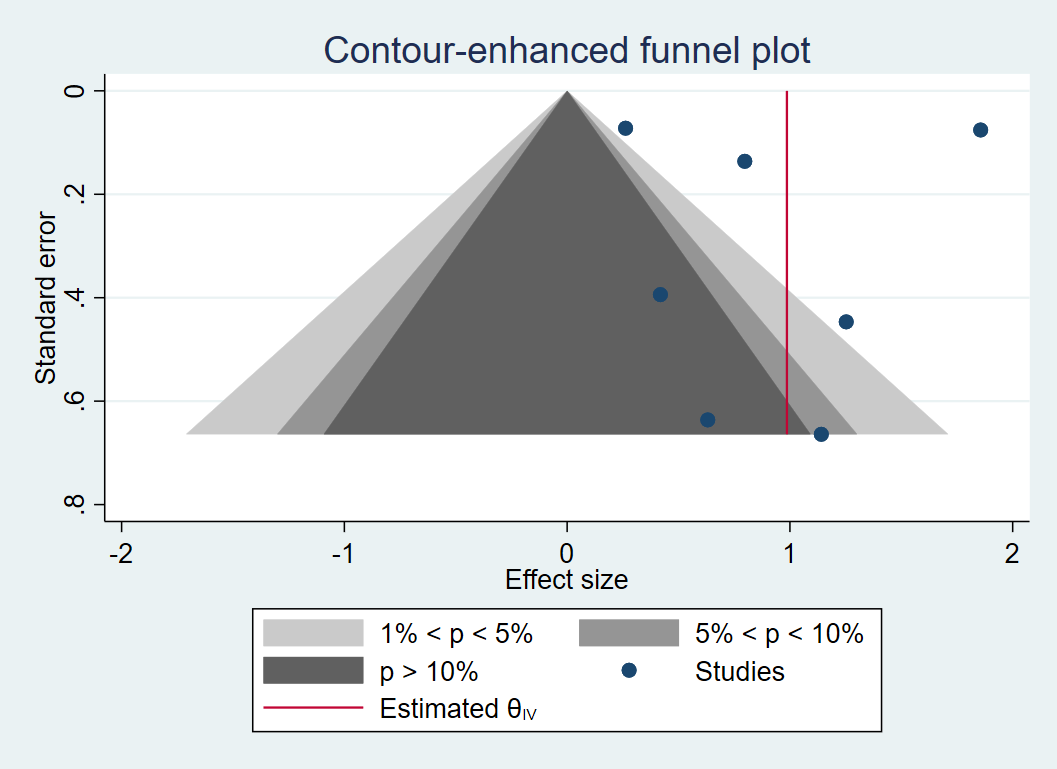 Contour-enhanced funnel plot
0
.2
.4
.6
.8
Standard error
-2 -1 0 1 2
Effect size
1% < p < 5% 5% < p < 10%
p > 10% Studies
Estimated θIV